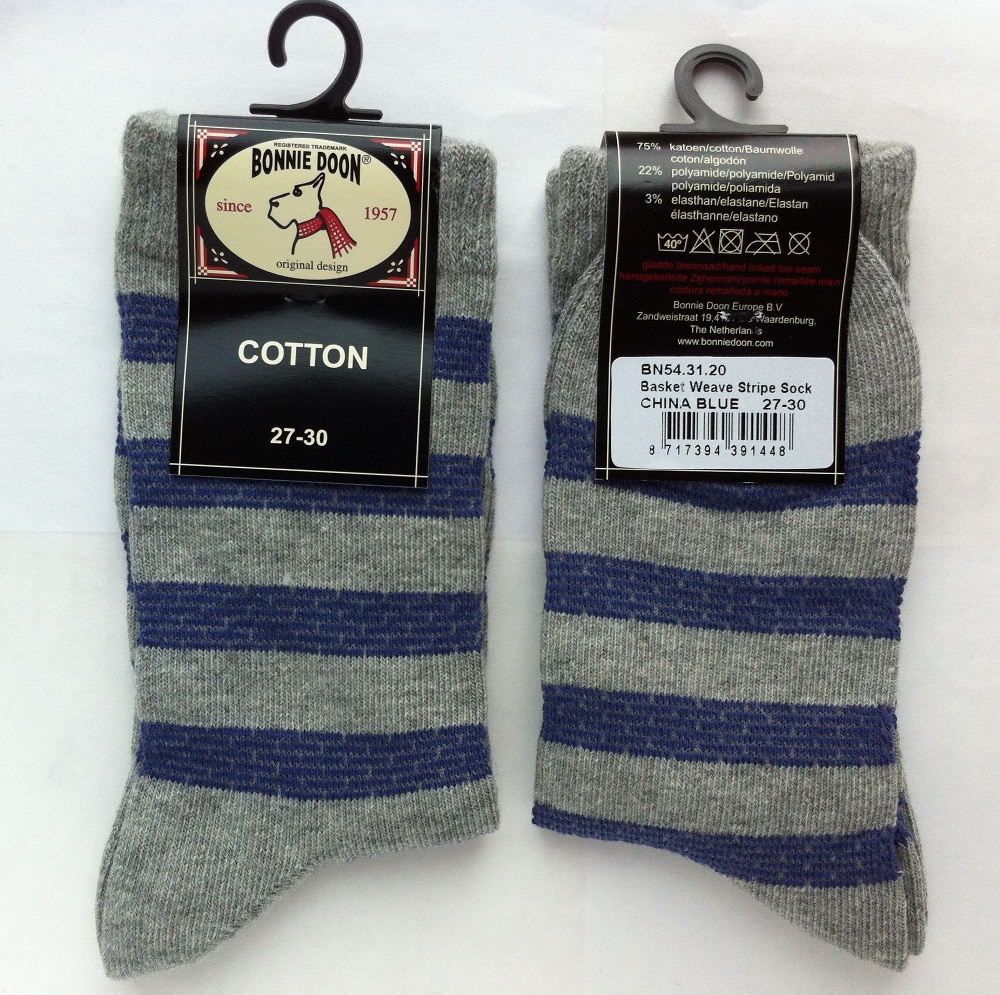 REGISTERED TRADEMARK
BONNIE DOON®
since 1957
original design
COTTON
27-30
75% katoen/cotton/Baumwolle
coton/algodón
22% polyamide/polyamide/Polyamid
polyamide/poliamida
3% elasthan/elastane/Elastan
élasthanne/elastano
40°
gladde teennaad/hand linked toe seam
handgekettelte Zehennaht/pointe remaillée main
costura remallada a mano
Bonnie Doon Europe B.V
Zandweistraat 19,4 Waardenburg,
The Netherlands
www.bonniedoon.com
BN54.31.20
Basket Weave Stripe Sock
CHINA BLUE 27-30
8 717394 391448